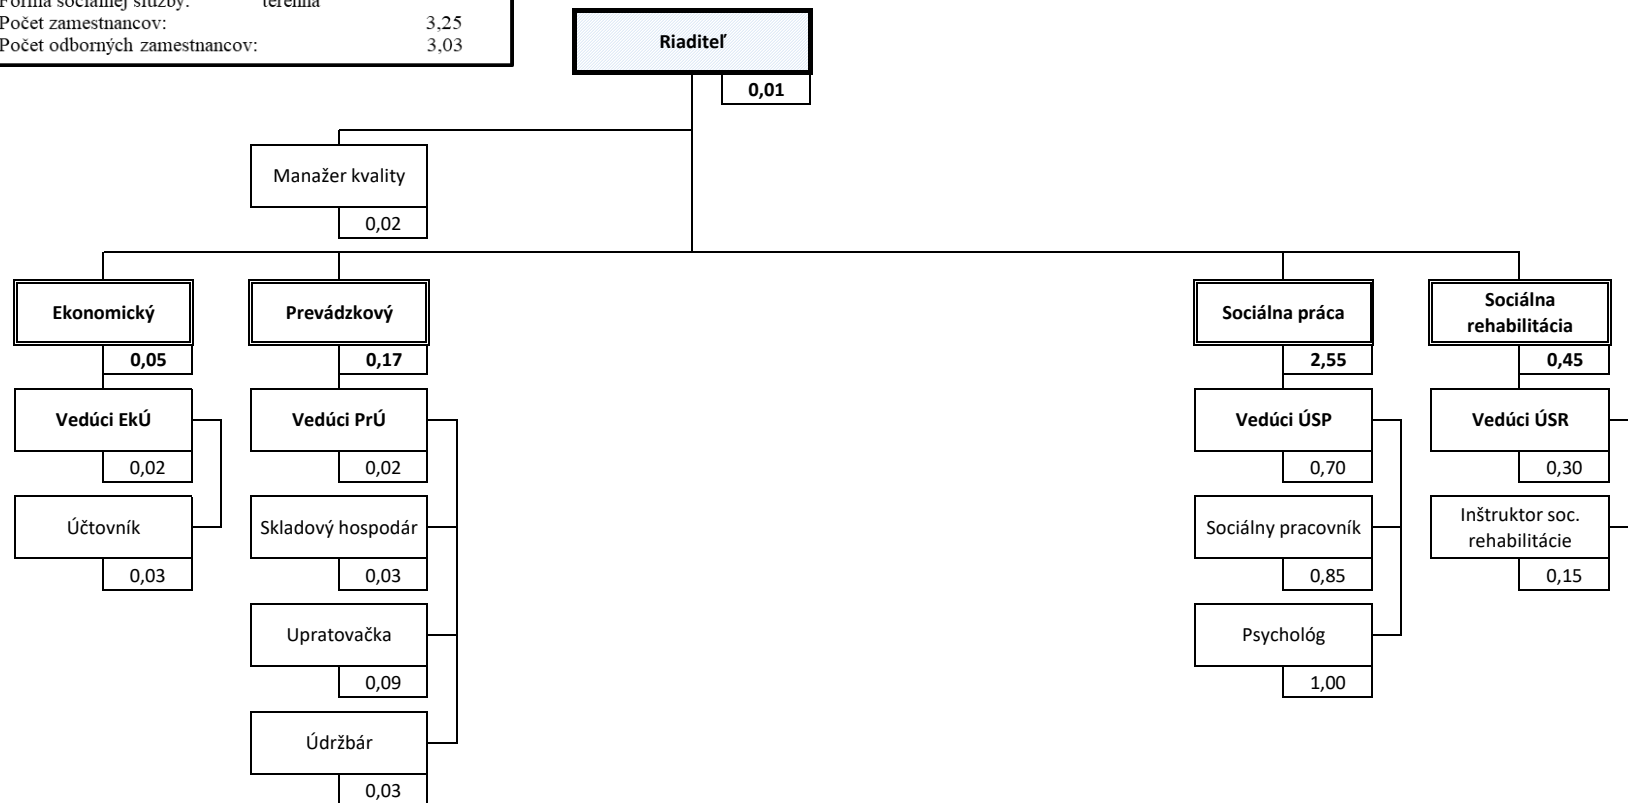 Forma sociálnej služby: terénna
Počet zamestnancov: 3,25
Počet odborných zamestnancov: 3,03
Riaditeľ
0,01
Manažer kvality
0,02
Ekonomický
0,05
Vedúci EkÚ
0,02
Účtovník
0,03
Prevádzkový
0,17
Vedúci PrÚ
0,02
Skladový hospodár
0,03
Upratovačka
0,09
Údržbár
0,03
Sociálna práca
2,55
Vedúci ÚSP
0,70
Sociálny pracovník
0,85
Psychológ
1,00
Sociálna
rehabilitácia
0,45
Vedúci ÚSR
0,30
Inštruktor soc.
rehabilitácie
0,15